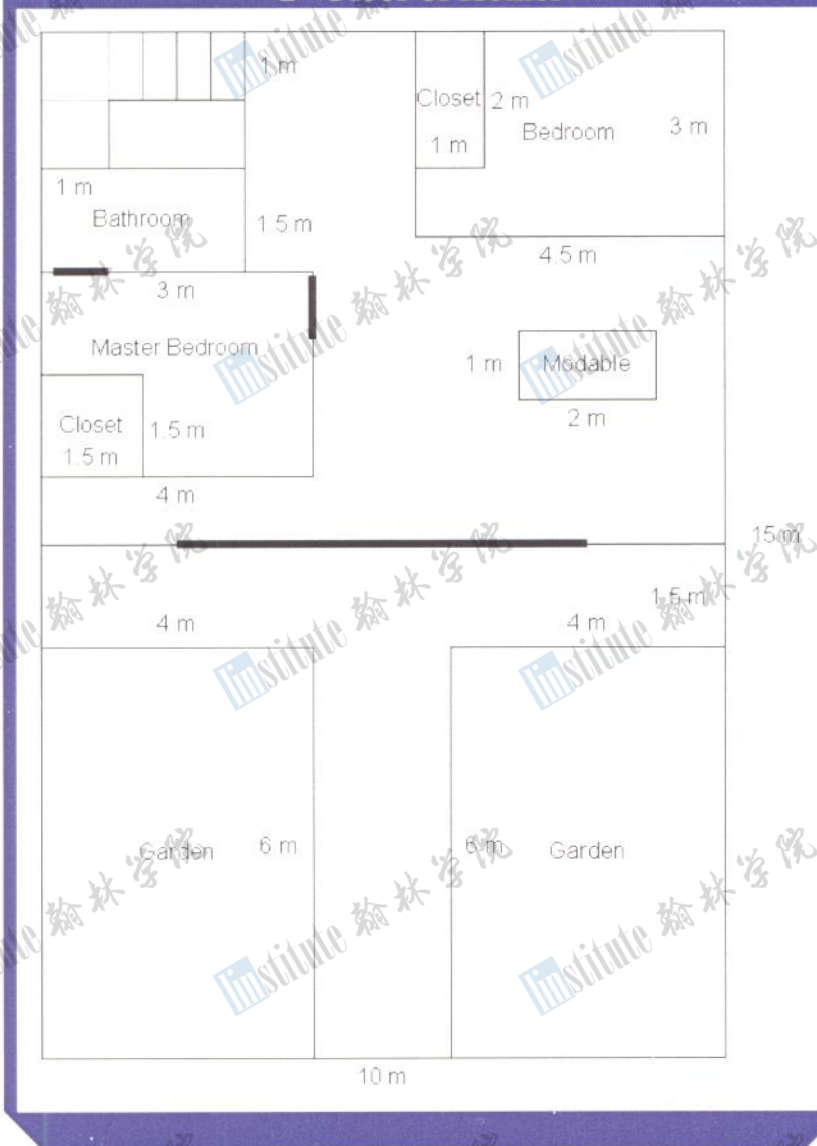 1 m
Closet
2 m
1 m
Bedroom
3 m
1 m
Bathroom
1.5 m
3 m
4.5 m
Master Bedroom
1 m
Modable
2 m
Closet
1.5 m
1.5 m
4 m
15 m
1.5 m
4 m
4 m
Garden
6 m
6 m
Garden
10 m
institute 翰林学院